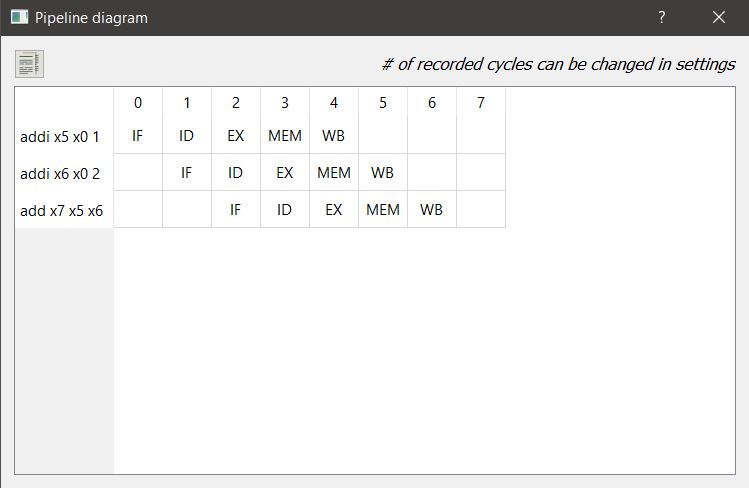 Pipeline diagram ?
# of recorded cycles can be changed in settings
0 1 2 3 4 5 6 7
addi x5 x0 1 IF ID EX MEM WB
addi x6 x0 2 IF ID EX MEM WB
add x7 x5 x6 IF ID EX MEM WB